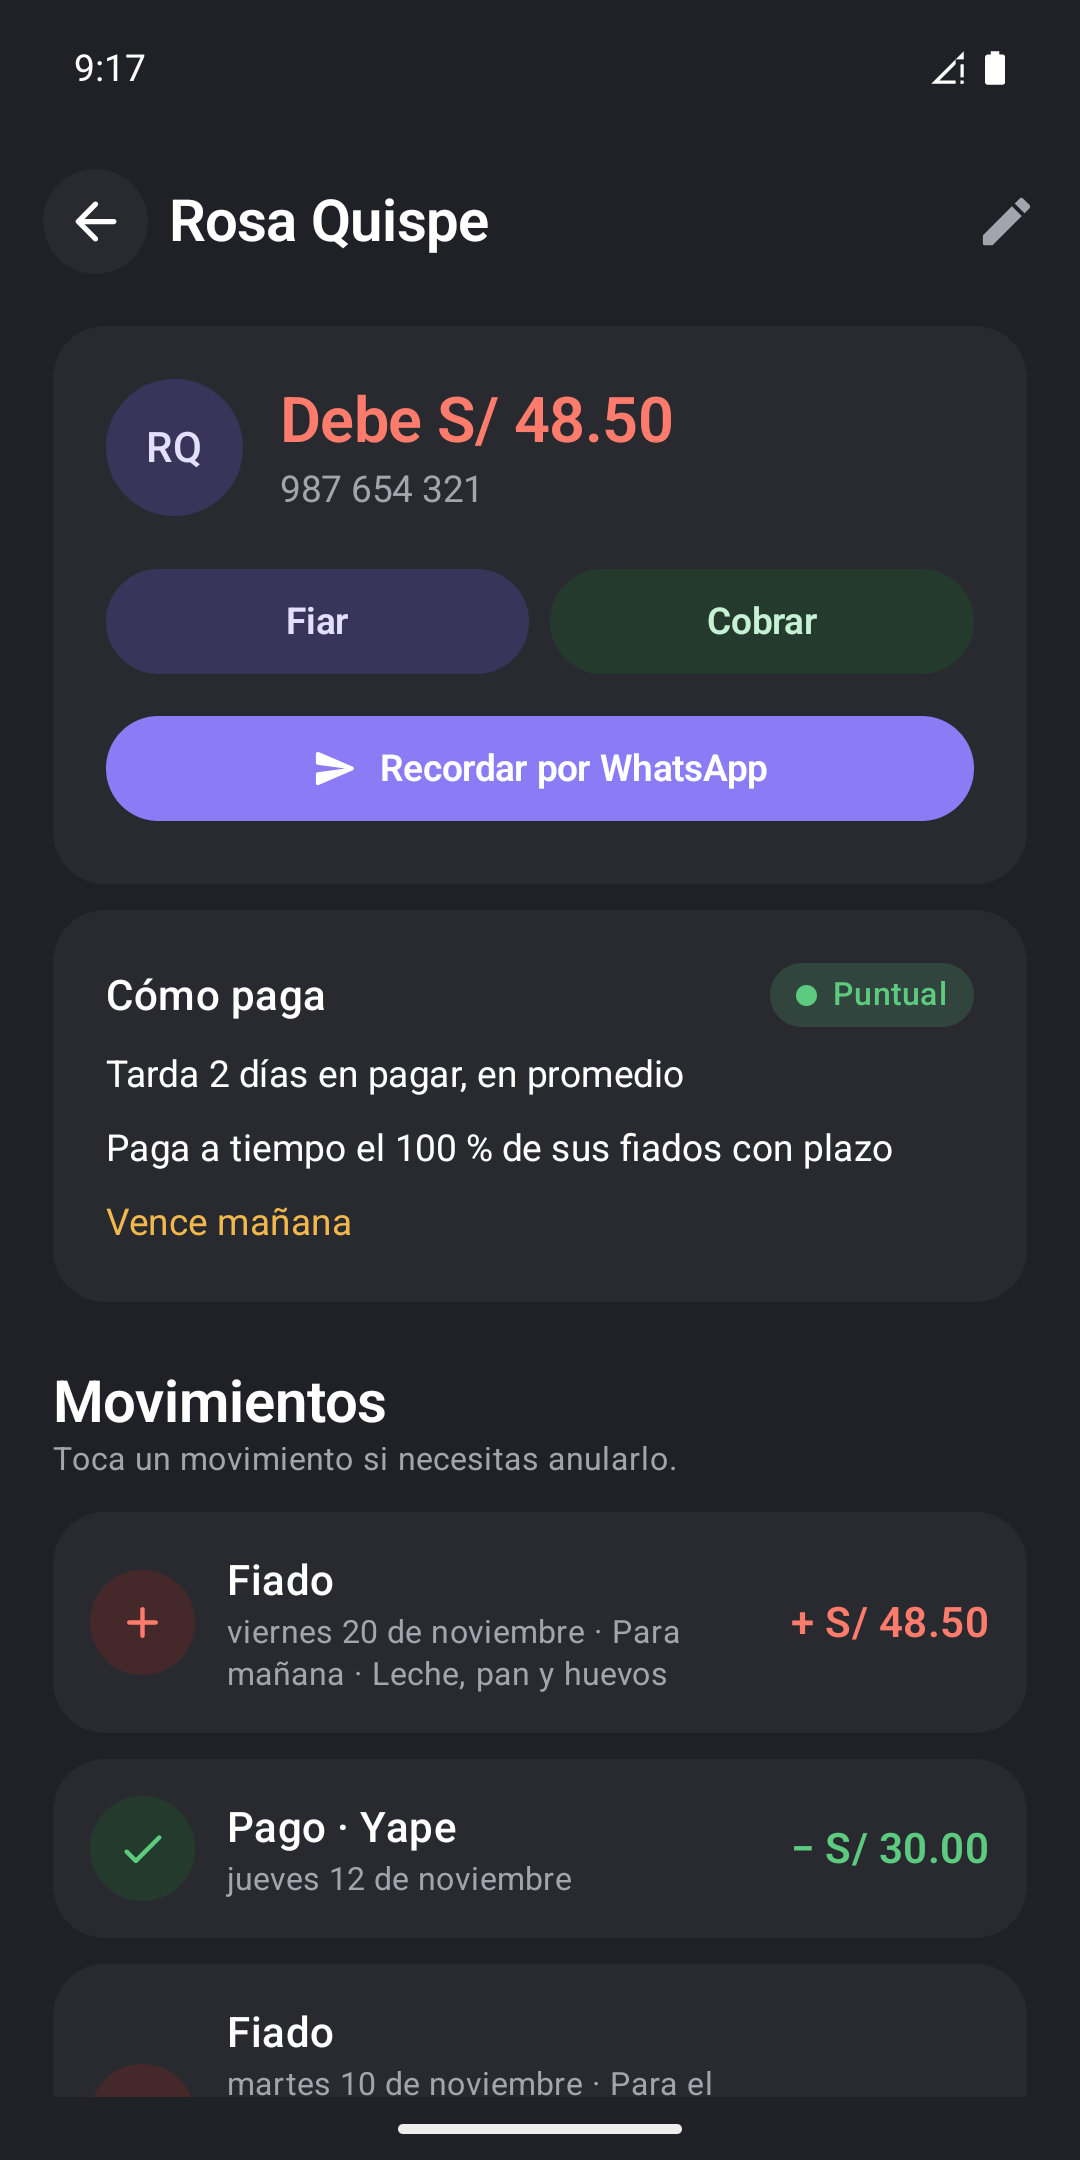 9:17
Rosa Quispe
RQ
Debe S/ 48.50
987 654 321
Fiar
Cobrar
Recordar por WhatsApp
Cómo paga
Puntual
Tarda 2 días en pagar, en promedio
Paga a tiempo el 100 % de sus fiados con plazo
Vence mañana
Movimientos
Toca un movimiento si necesitas anularlo.
Fiado
viernes 20 de noviembre · Para
mañana · Leche, pan y huevos
+ S/ 48.50
Pago · Yape
jueves 12 de noviembre
− S/ 30.00
Fiado
martes 10 de noviembre · Para el